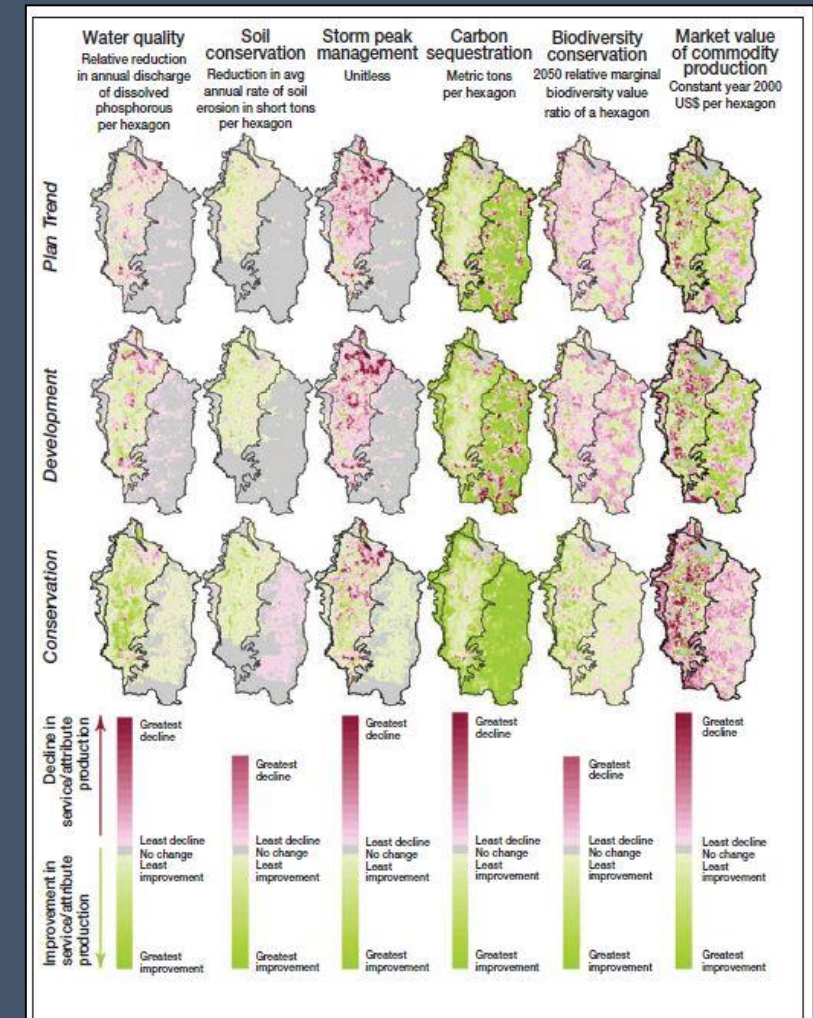 Water quality
Relative reduction
in annual discharge
of dissolved
phosphorous
per hexagon
Soil
conservation
Reduction in avg
annual rate of soil
erosion in short tons
per hexagon
Storm peak
management
Unitless
Carbon
sequestration
Metric tons
per hexagon
Biodiversity
conservation
2050 relative marginal
biodiversity value
ratio of a hexagon
Market value
of commodity
production
Constant year 2000
US$ per hexagon
Plan Trend
Development
Conservation
Decline in
service/attribute
production
Improvement in
service/attribute
production
Greatest
decline
Least decline
No change
Least
improvement
Greatest
improvement
Greatest
decline
Least decline
No change
Least
improvement
Greatest
improvement
Greatest
decline
Least decline
No change
Least
improvement
Greatest
improvement
Greatest
decline
Least decline
No change
Least
improvement
Greatest
improvement
Greatest
decline
Least decline
No change
Least
improvement
Greatest
improvement
Greatest
decline
Least decline
No change
Least
improvement
Greatest
improvement